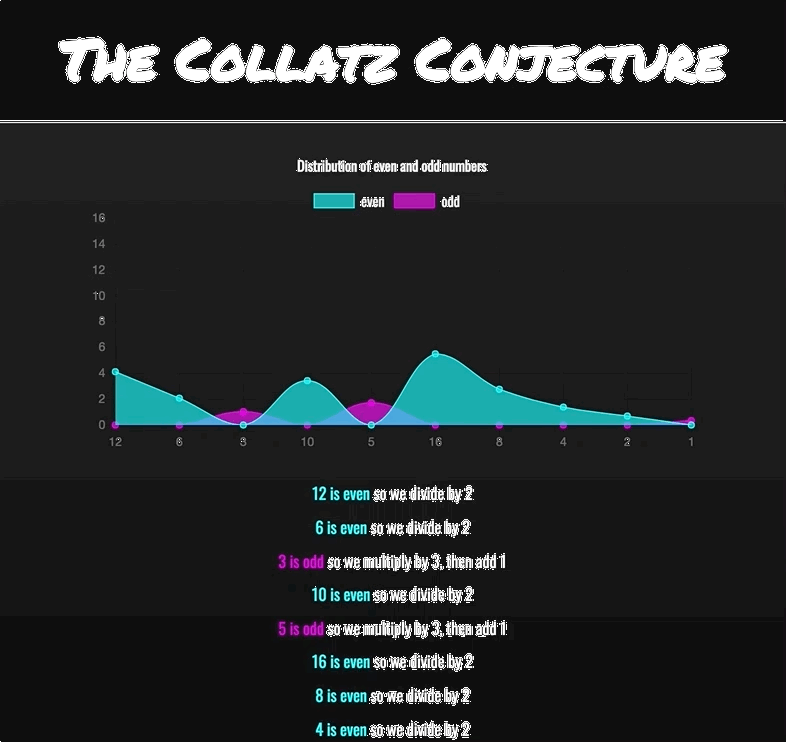 The Collatz Conjecture
Distribution of even and odd numbers
even odd
16
14
12
10
8
6
4
2
0
12 6 3 10 5 16 8 4 2 1
12 is even so we divide by 2
6 is even so we divide by 2
3 is odd so we multiply by 3, then add 1
10 is even so we divide by 2
5 is odd so we multiply by 3, then add 1
16 is even so we divide by 2
8 is even so we divide by 2
4 is even so we divide by 2